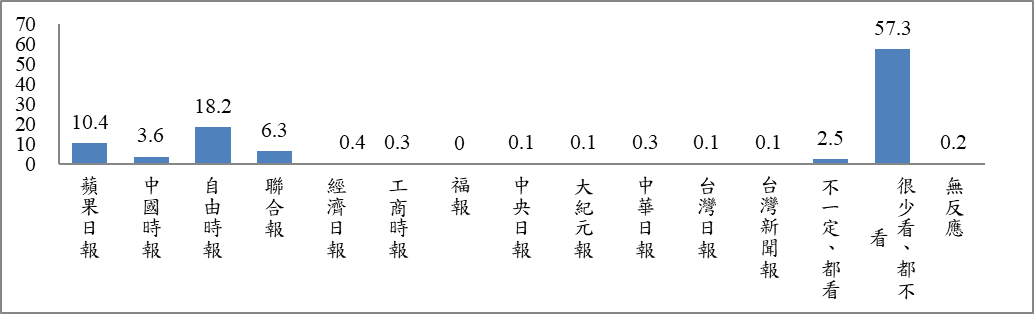 70
60
50
40
30
20
10
0
10.4
3.6
18.2
6.3
0.4
0.3
0
0.1
0.1
0.3
0.1
0.1
2.5
57.3
0.2
蘋果日報
中國時報
自由時報
聯合報
經濟日報
工商時報
福報
中央日報
大紀元報
中華日報
台灣日報
台灣新聞報
不一定、都看
很少看、都不
看
無反應